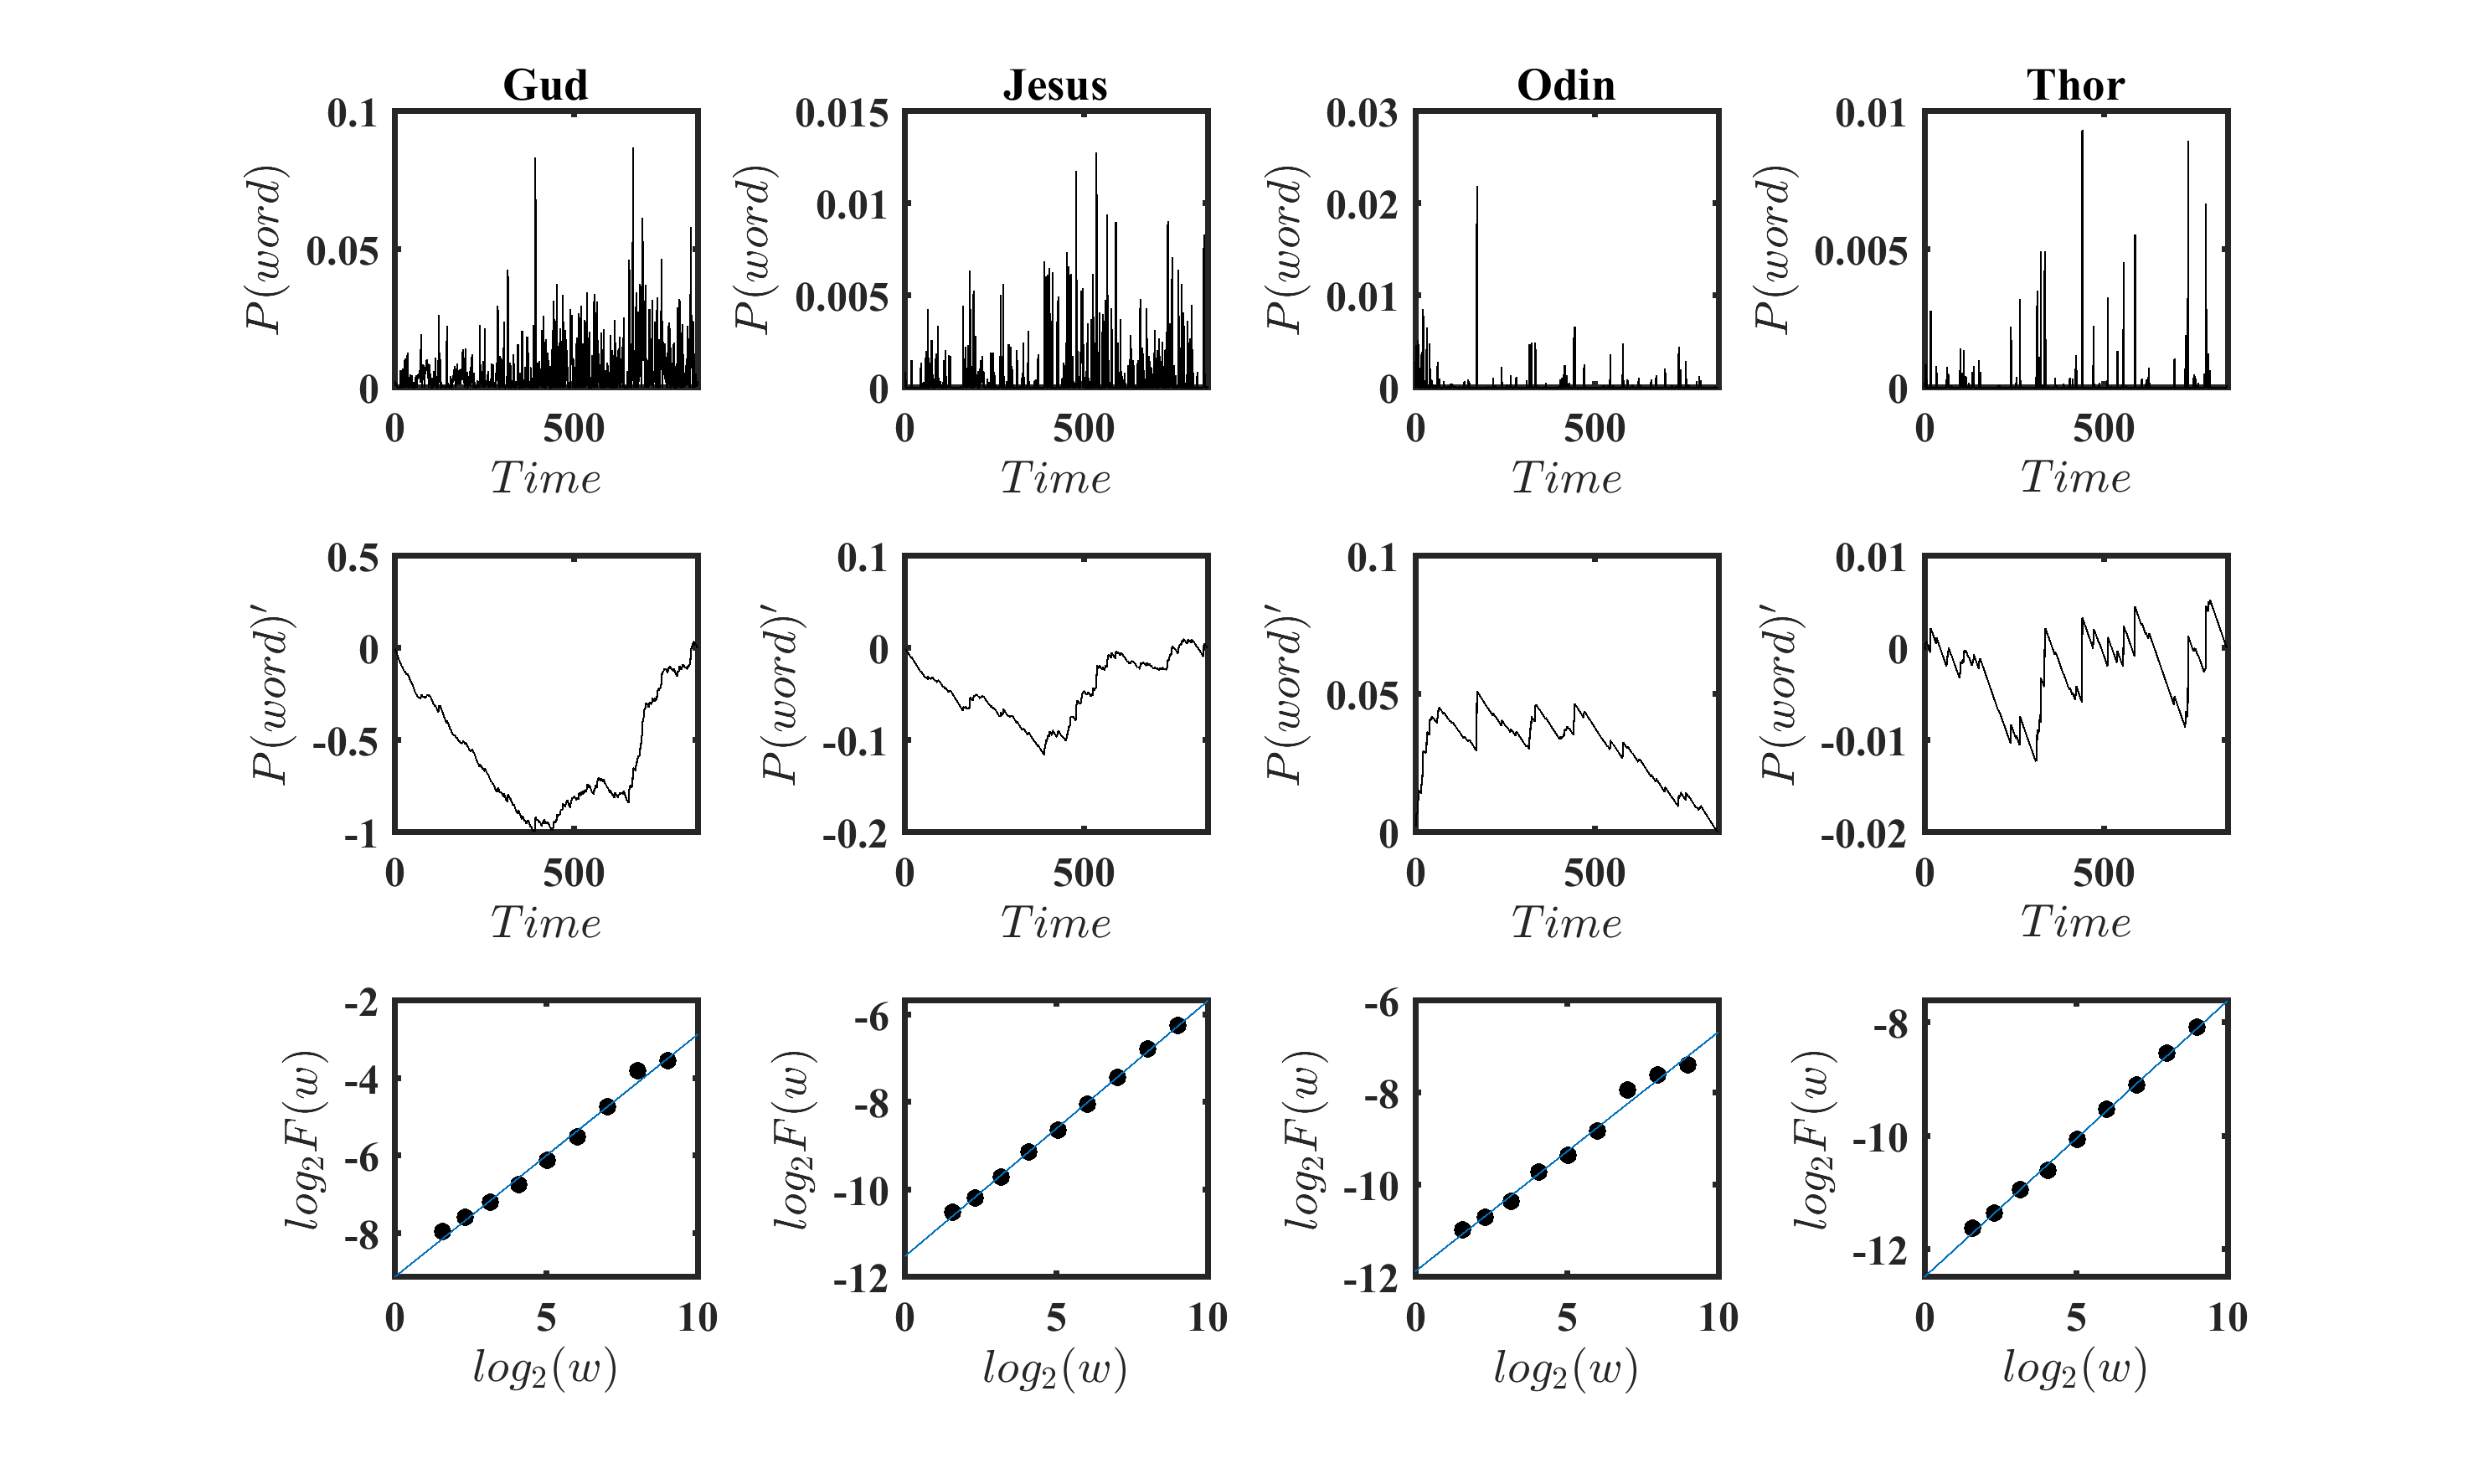 Gud Jesus Odin Thor
0.1 0.015 0.03 0.01
0.01 0.02
0.05 0.005 0.01 0.005
0 0 0 0
P(word) P(word) P(word) P(word)
0 500 0 500 0 500 0 500
Time Time Time Time
0.5 0.1 0.1 0.01
0 0 0.05 0
-0.5 -0.1 -0.01
-1 -0.2 0 -0.02
P(word)′ P(word)′ P(word)′ P(word)′
0 500 0 500 0 500 0 500
Time Time Time Time
-2 -6 -6 -8
-4 -8 -8 -10
-6 -10 -10 -12
-8 -12 -12
log₂F(w) log₂F(w) log₂F(w) log₂F(w)
0 5 10 0 5 10 0 5 10 0 5 10
log₂(w) log₂(w) log₂(w) log₂(w)